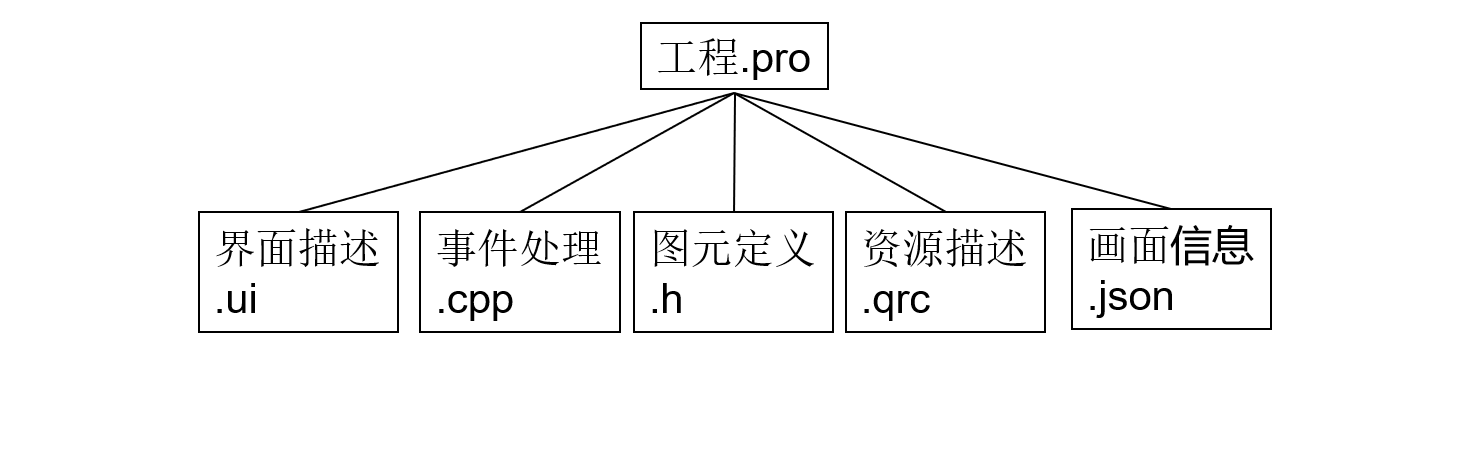 工程.pro
界面描述
.ui
事件处理
.cpp
图元定义
.h
资源描述
.qrc
画面信息
.json